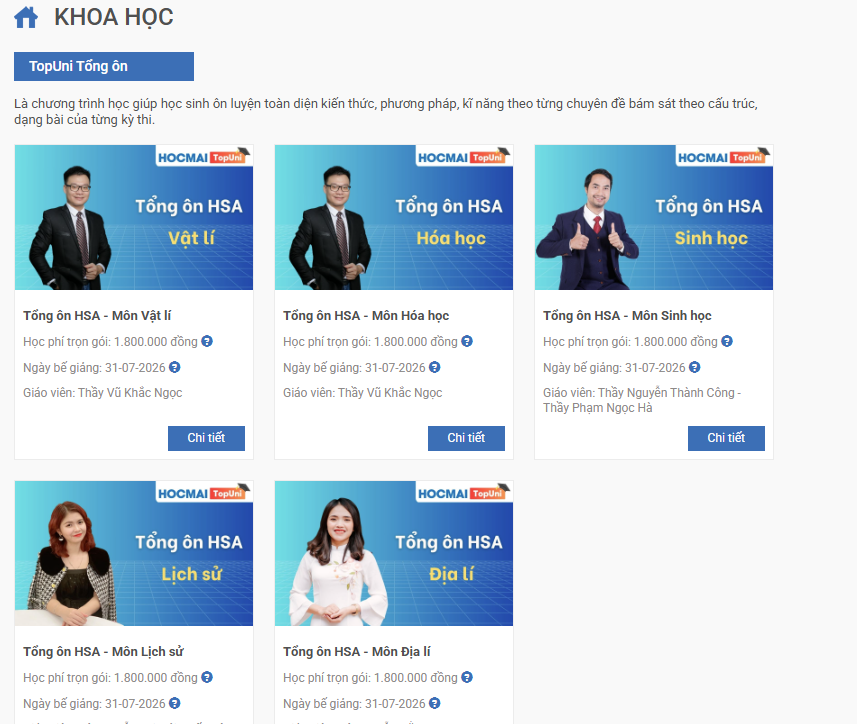 KHOA HỌC
TopUni Tổng ôn
Là chương trình học giúp học sinh ôn luyện toàn diện kiến thức, phương pháp, kĩ năng theo từng chuyên đề bám sát theo cấu trúc,
dạng bài của từng kỳ thi.
HOCMAI TopUni
Tổng ôn HSA
Vật lí
Tổng ôn HSA - Môn Vật lí
Học phí trọn gói: 1.800.000 đồng ?
Ngày bế giảng: 31-07-2026 ?
Giáo viên: Thầy Vũ Khắc Ngọc
Chi tiết
HOCMAI TopUni
Tổng ôn HSA
Hóa học
Tổng ôn HSA - Môn Hóa học
Học phí trọn gói: 1.800.000 đồng ?
Ngày bế giảng: 31-07-2026 ?
Giáo viên: Thầy Vũ Khắc Ngọc
Chi tiết
HOCMAI TopUni
Tổng ôn HSA
Sinh học
Tổng ôn HSA - Môn Sinh học
Học phí trọn gói: 1.800.000 đồng ?
Ngày bế giảng: 31-07-2026 ?
Giáo viên: Thầy Nguyễn Thành Công -
Thầy Phạm Ngọc Hà
Chi tiết
HOCMAI TopUni
Tổng ôn HSA
Lịch sử
Tổng ôn HSA - Môn Lịch sử
Học phí trọn gói: 1.800.000 đồng ?
Ngày bế giảng: 31-07-2026 ?
HOCMAI TopUni
Tổng ôn HSA
Địa lí
Tổng ôn HSA - Môn Địa lí
Học phí trọn gói: 1.800.000 đồng ?
Ngày bế giảng: 31-07-2026 ?